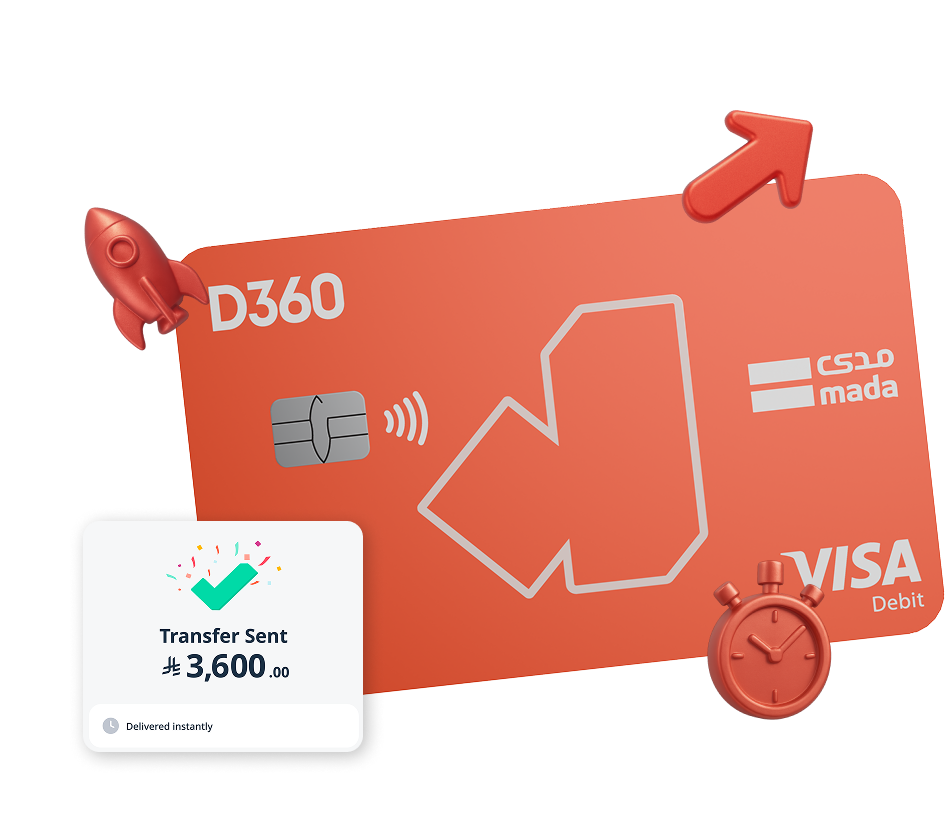 D360
مدى
mada
VISA
Debit
Transfer Sent
⃁ 3,600.00
Delivered instantly